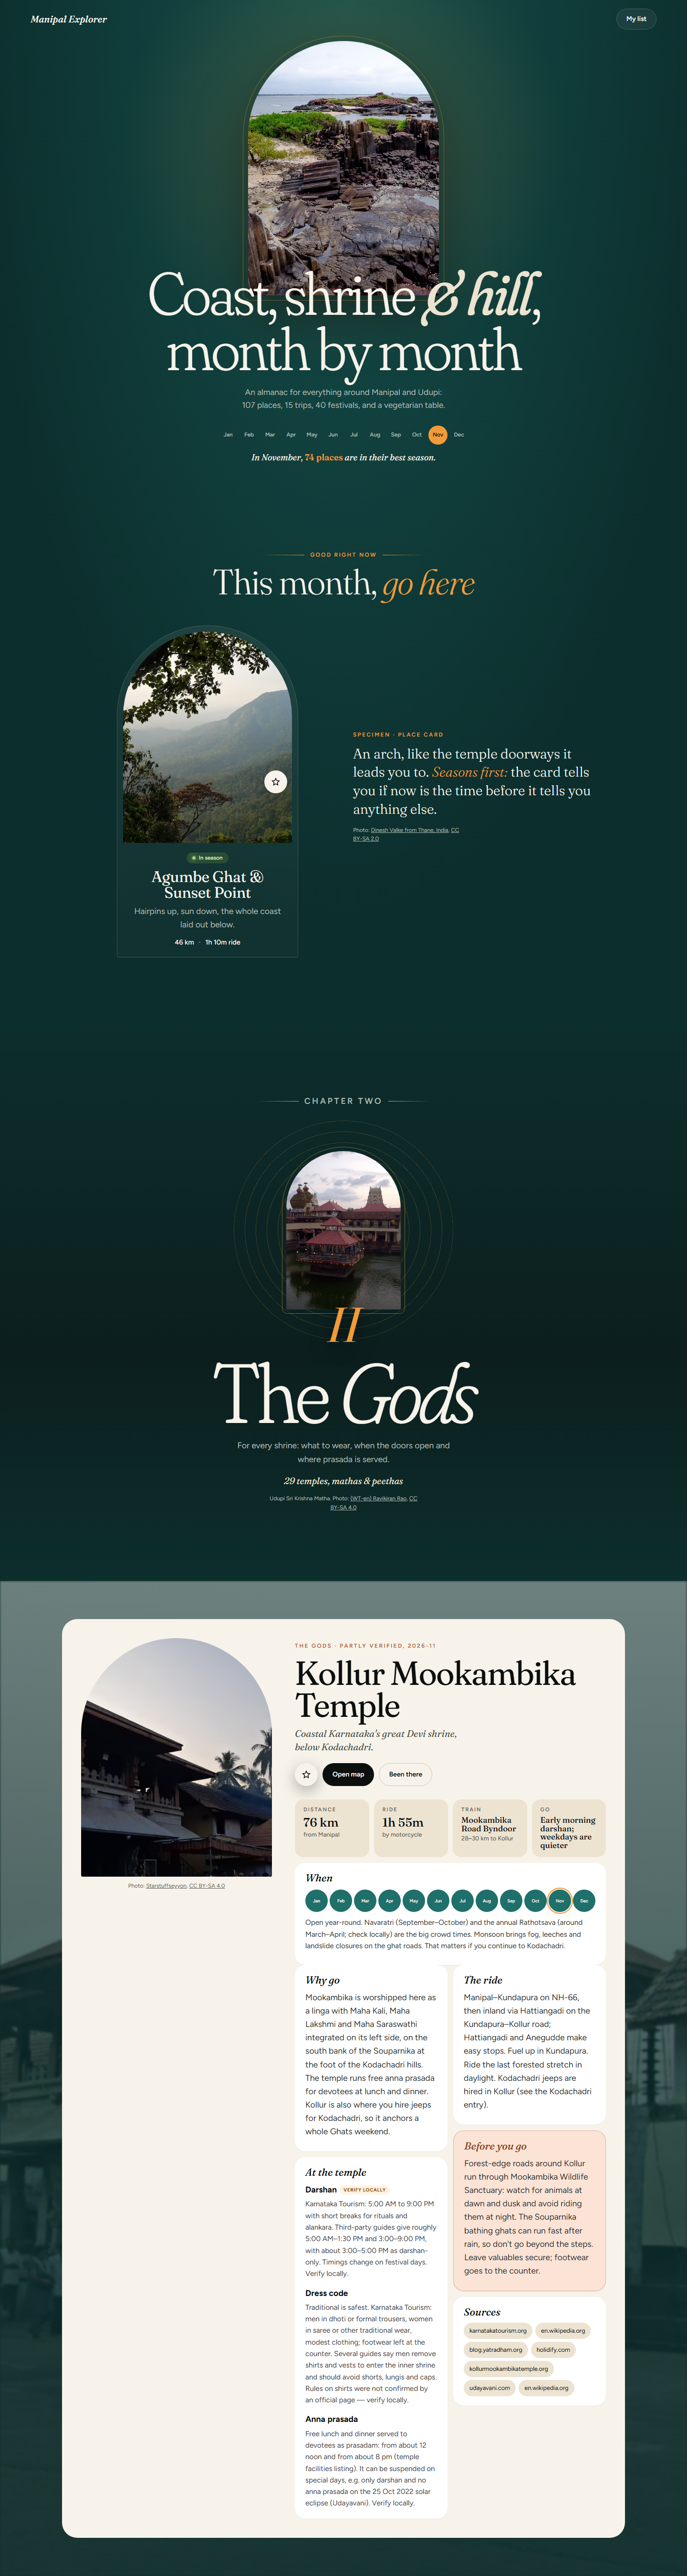 Manipal Explorer
My list
Coast, shrine & hill,
month by month
An almanac for everything around Manipal and Udupi:
107 places, 15 trips, 40 festivals, and a vegetarian table.
Jan Feb Mar Apr May Jun Jul Aug Sep Oct Nov Dec
In November, 74 places are in their best season.
GOOD RIGHT NOW
This month, go here
In season
Agumbe Ghat &
Sunset Point
Hairpins up, sun down, the whole coast
laid out below.
46 km · 1h 10m ride
SPECIMEN · PLACE CARD
An arch, like the temple doorways it
leads you to. Seasons first: the card tells
you if now is the time before it tells you
anything else.
Photo: Dinesh Valke from Thane, India, CC
BY-SA 2.0
CHAPTER TWO
II
The Gods
For every shrine: what to wear, when the doors open and
where prasada is served.
29 temples, mathas & peethas
Udupi Sri Krishna Matha. Photo: (WT-en) Ravikiran Rao, CC
BY-SA 4.0
Photo: Starstuffsayyon, CC BY-SA 4.0
THE GODS · PARTLY VERIFIED, 2026-11
Kollur Mookambika
Temple
Coastal Karnataka's great Devi shrine,
below Kodachadri.
Open map
Been there
DISTANCE
76 km
from Manipal
RIDE
1h 55m
by motorcycle
TRAIN
Mookambika
Road Byndoor
28–30 km to Kollur
GO
Early morning
darshan;
weekdays are
quieter
When
Jan Feb Mar Apr May Jun Jul Aug Sep Oct Nov Dec
Open year-round. Navaratri (September–October) and the annual Rathotsava (around
March–April; check locally) are the big crowd times. Monsoon brings fog, leeches and
landslide closures on the ghat roads. That matters if you continue to Kodachadri.
Why go
Mookambika is worshipped here as
a linga with Maha Kali, Maha
Lakshmi and Maha Saraswathi
integrated on its left side, on the
south bank of the Souparnika at
the foot of the Kodachadri hills.
The temple runs free anna prasada
for devotees at lunch and dinner.
Kollur is also where you hire jeeps
for Kodachadri, so it anchors a
whole Ghats weekend.
At the temple
Darshan VERIFY LOCALLY
Karnataka Tourism: 5:00 AM to 9:00 PM
with short breaks for rituals and
alankara. Third-party guides give roughly
5:00 AM–1:30 PM and 3:00–9:00 PM,
with about 3:00–5:00 PM as darshan-
only. Timings change on festival days.
Verify locally.
Dress code
Traditional is safest. Karnataka Tourism:
men in dhoti or formal trousers, women
in saree or other traditional wear,
modest clothing; footwear left at the
counter. Several guides say men remove
shirts and vests to enter the inner shrine
and should avoid shorts, lungis and caps.
Rules on shirts were not confirmed by
an official page — verify locally.
Anna prasada
Free lunch and dinner served to
devotees as prasadam: from about 12
noon and from about 8 pm (temple
facilities listing). It can be suspended on
special days, e.g. only darshan and no
anna prasada on the 25 Oct 2022 solar
eclipse (Udayavani). Verify locally.
The ride
Manipal–Kundapura on NH-66,
then inland via Hattiangadi on the
Kundapura–Kollur road;
Hattiangadi and Anegudde make
easy stops. Fuel up in Kundapura.
Ride the last forested stretch in
daylight. Kodachadri jeeps are
hired in Kollur (see the Kodachadri
entry).
Before you go
Forest-edge roads around Kollur
run through Mookambika Wildlife
Sanctuary: watch for animals at
dawn and dusk and avoid riding
them at night. The Souparnika
bathing ghats can run fast after
rain, so don't go beyond the steps.
Leave valuables secure; footwear
goes to the counter.
Sources
karnatakatourism.org en.wikipedia.org
blog.yatradham.org holidify.com
kollurmookambikatemple.org
udayavani.com en.wikipedia.org